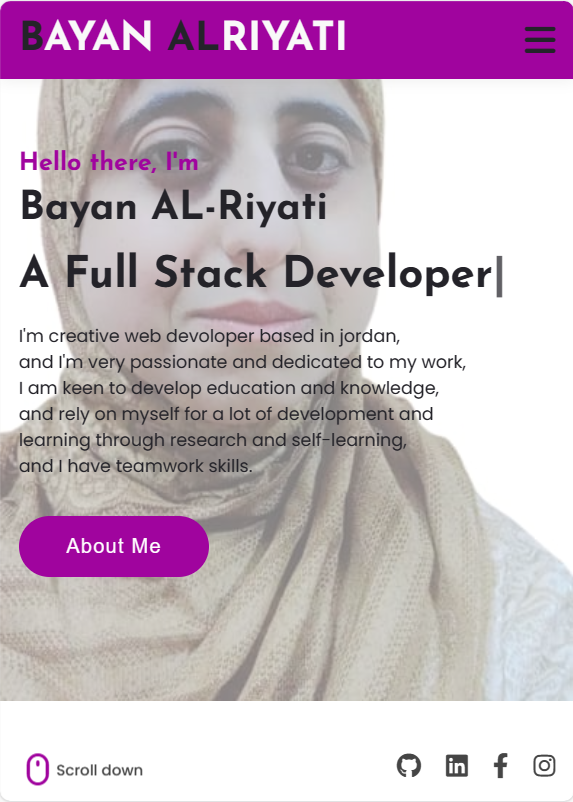 BAYAN ALRIYATI
Hello there, I'm
Bayan AL-Riyati
A Full Stack Developer|
I'm creative web devoloper based in jordan,
and I'm very passionate and dedicated to my work,
I am keen to develop education and knowledge,
and rely on myself for a lot of development and
learning through research and self-learning,
and I have teamwork skills.
About Me
Scroll down